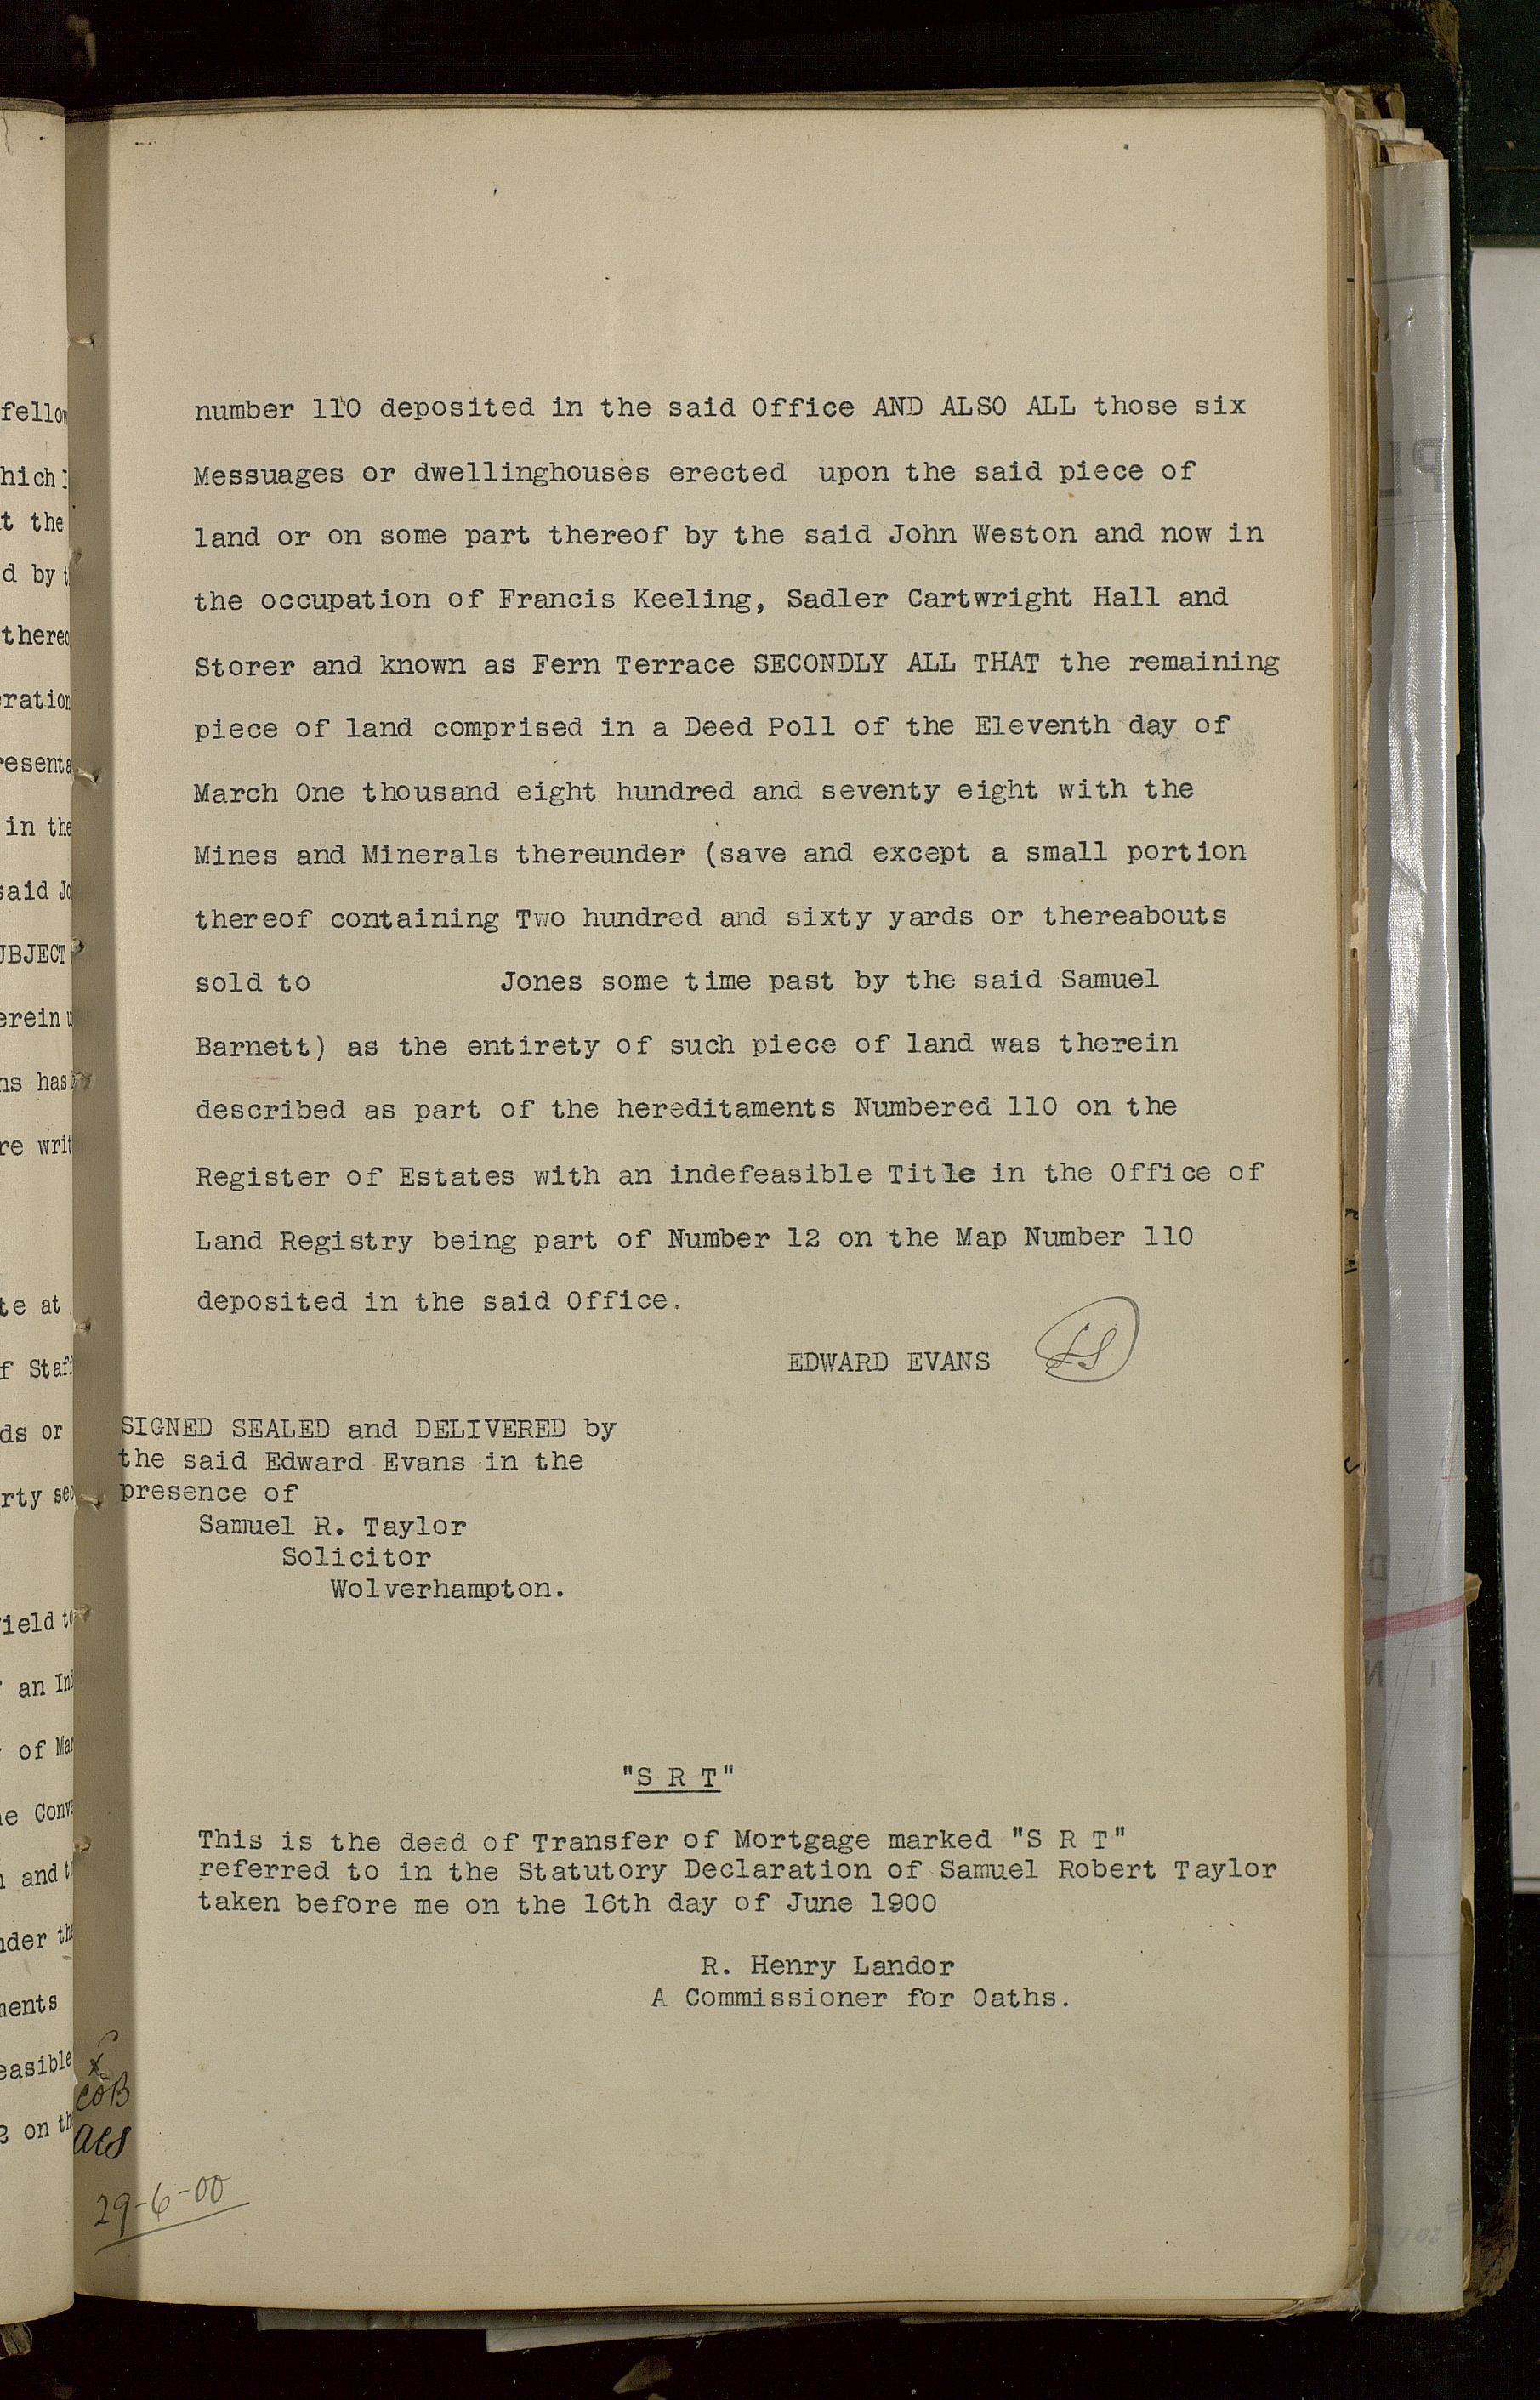 number 110 deposited in the said Office AND ALSO ALL those six
Messuages or dwellinghouses erected upon the said piece of
land or on some part thereof by the said John Weston and now in
the occupation of Francis Keeling, Sadler Cartwright Hall and
Storer and known as Fern Terrace SECONDLY ALL THAT the remaining
piece of land comprised in a Deed Poll of the Eleventh day of
March One thousand eight hundred and seventy eight with the
Mines and Minerals thereunder (save and except a small portion
thereof containing Two hundred and sixty yards or thereabouts
sold to Jones some time past by the said Samuel
Barnett) as the entirety of such piece of land was therein
described as part of the hereditaments Numbered 110 on the
Register of Estates with an indefeasible Title in the Office of
Land Registry being part of Number 12 on the Map Number 110
deposited in the said Office.
EDWARD EVANS LS
SIGNED SEALED and DELIVERED by
the said Edward Evans in the
presence of
Samuel R. Taylor
Solicitor
Wolverhampton.
"S R T"
This is the deed of Transfer of Mortgage marked "S R T"
referred to in the Statutory Declaration of Samuel Robert Taylor
taken before me on the 16th day of June 1900
R. Henry Landor
A Commissioner for Oaths.
x
29-6-00